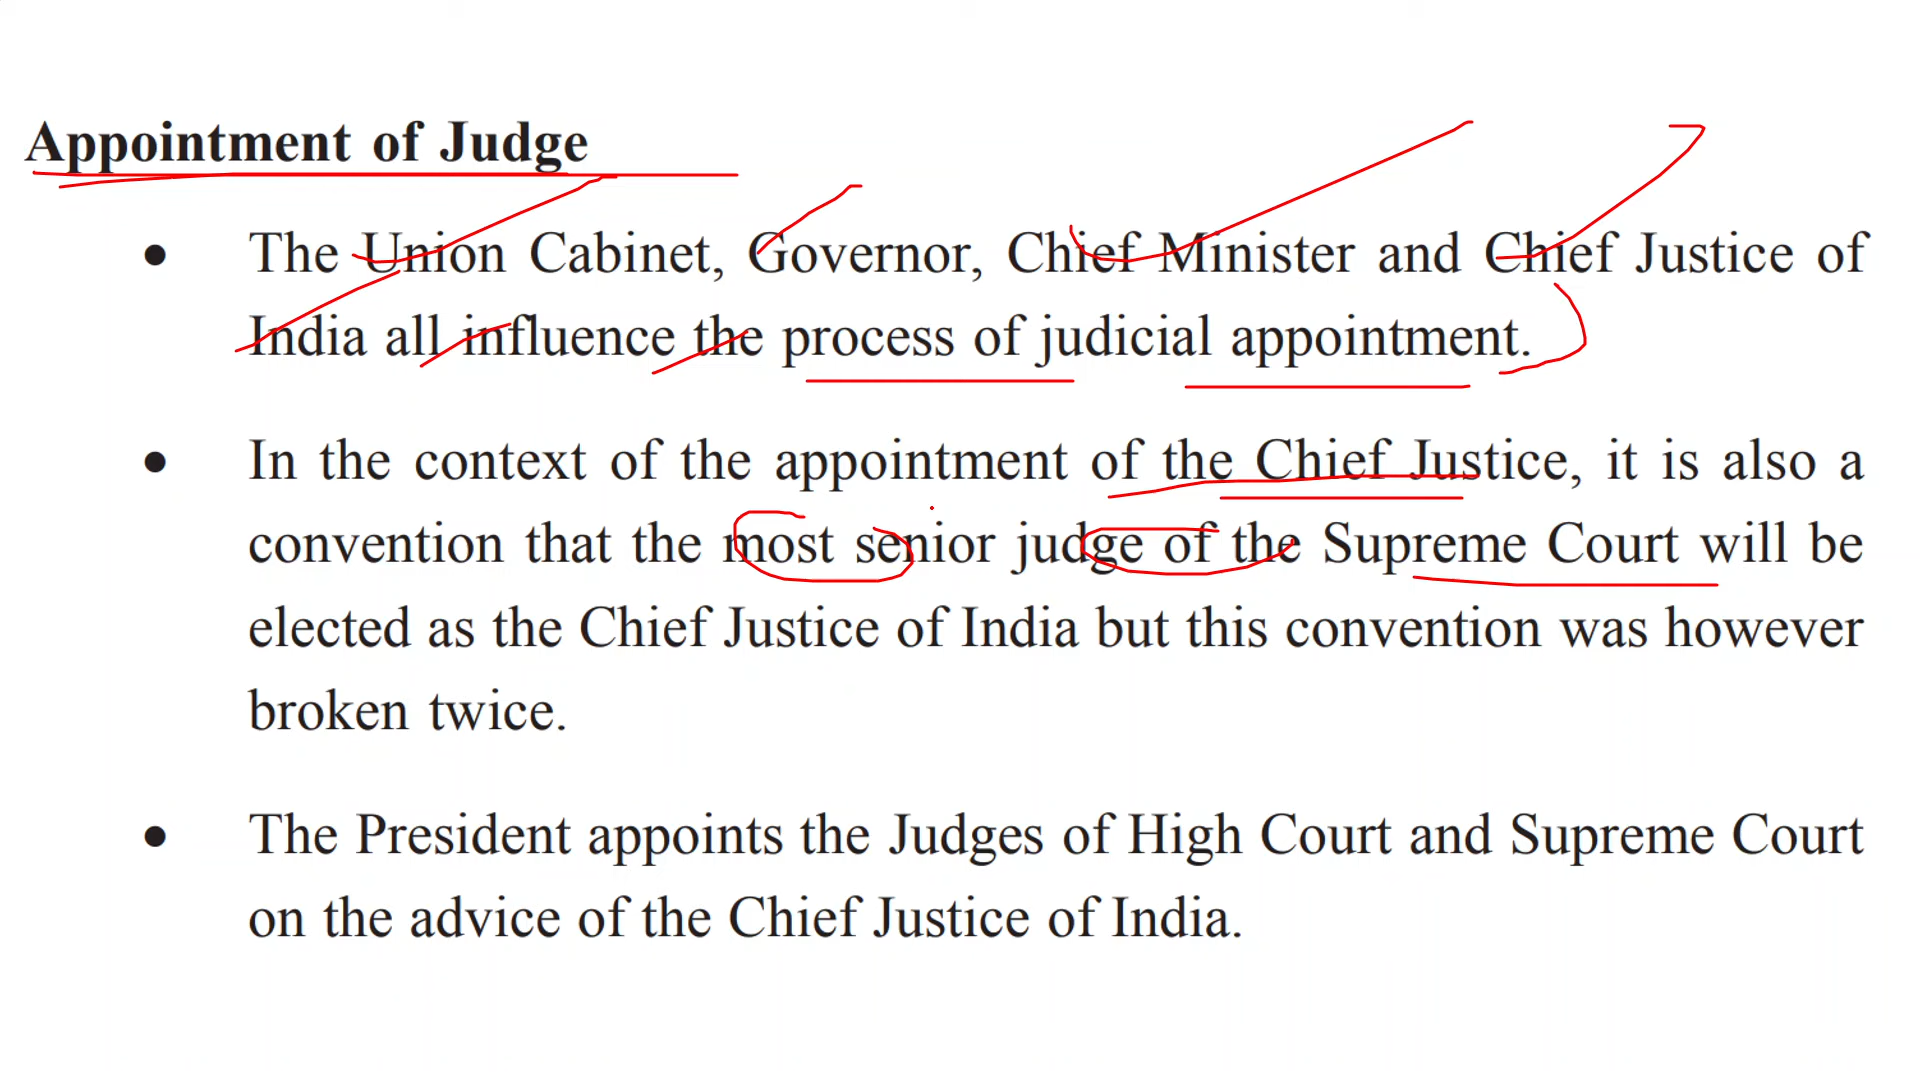 Appointment of Judge
• The Union Cabinet, Governor, Chief Minister and Chief Justice of
India all influence the process of judicial appointment.
• In the context of the appointment of the Chief Justice, it is also a
convention that the most senior judge of the Supreme Court will be
elected as the Chief Justice of India but this convention was however
broken twice.
• The President appoints the Judges of High Court and Supreme Court
on the advice of the Chief Justice of India.